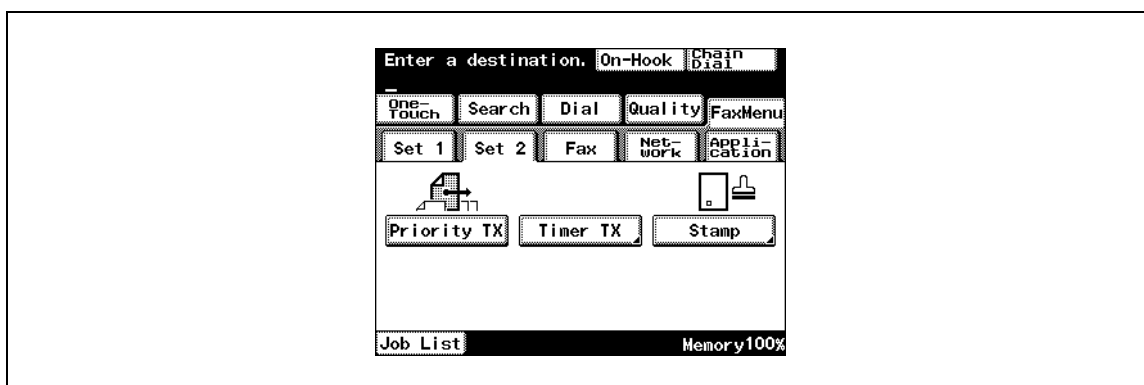 Enter a destination. On-Hook Chain Dial
One-Touch Search Dial Quality FaxMenu
Set 1 Set 2 Fax Net-work Appli-cation
Priority TX Timer TX Stamp
Job List Memory100%